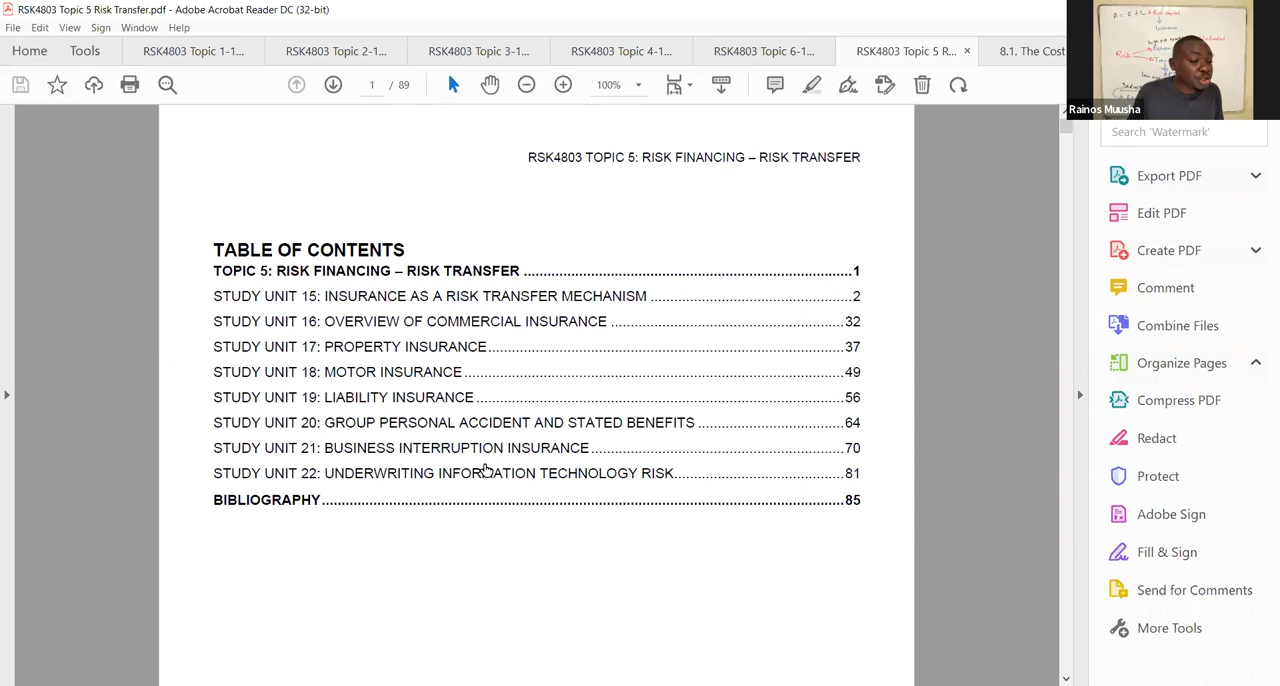 RSK4803 Topic 5 Risk Transfer.pdf - Adobe Acrobat Reader DC (32-bit)
File Edit View Sign Window Help
Home Tools RSK4803 Topic 1-1... RSK4803 Topic 2-1... RSK4803 Topic 3-1... RSK4803 Topic 4-1... RSK4803 Topic 6-1... RSK4803 Topic 5 R... × 8.1. The Cost
1 / 89 100%
Rainos Muusha
Search 'Watermark'
RSK4803 TOPIC 5: RISK FINANCING – RISK TRANSFER
TABLE OF CONTENTS
TOPIC 5: RISK FINANCING – RISK TRANSFER ..... 1
STUDY UNIT 15: INSURANCE AS A RISK TRANSFER MECHANISM ..... 2
STUDY UNIT 16: OVERVIEW OF COMMERCIAL INSURANCE ..... 32
STUDY UNIT 17: PROPERTY INSURANCE ..... 37
STUDY UNIT 18: MOTOR INSURANCE ..... 49
STUDY UNIT 19: LIABILITY INSURANCE ..... 56
STUDY UNIT 20: GROUP PERSONAL ACCIDENT AND STATED BENEFITS ..... 64
STUDY UNIT 21: BUSINESS INTERRUPTION INSURANCE ..... 70
STUDY UNIT 22: UNDERWRITING INFORMATION TECHNOLOGY RISK ..... 81
BIBLIOGRAPHY ..... 85
Export PDF
Edit PDF
Create PDF
Comment
Combine Files
Organize Pages
Compress PDF
Redact
Protect
Adobe Sign
Fill & Sign
Send for Comments
More Tools